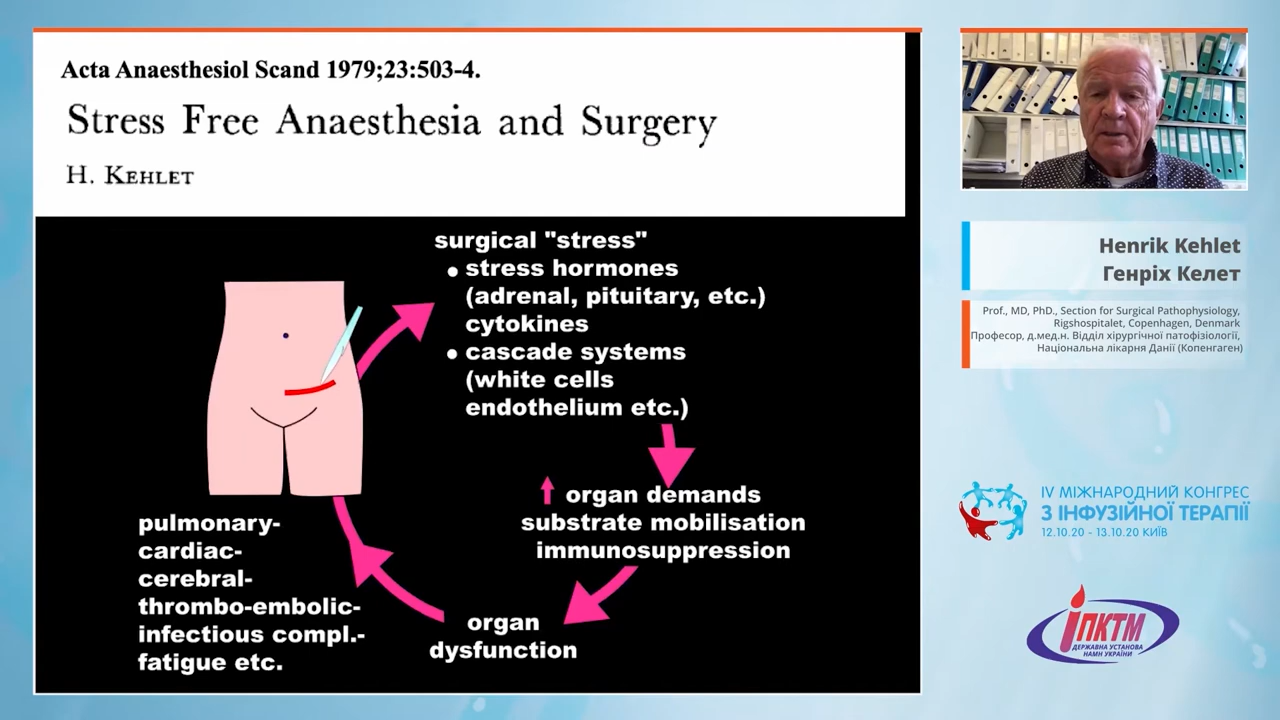 Acta Anaesthesiol Scand 1979;23:503-4.
Stress Free Anaesthesia and Surgery
H. KEHLET
surgical "stress"
• stress hormones
(adrenal, pituitary, etc.)
cytokines
• cascade systems
(white cells
endothelium etc.)
↑ organ demands
substrate mobilisation
immunosuppression
organ
dysfunction
pulmonary-
cardiac-
cerebral-
thrombo-embolic-
infectious compl.-
fatigue etc.
Henrik Kehlet
Генріх Келет
Prof., MD, PhD., Section for Surgical Pathophysiology,
Rigshospitalet, Copenhagen, Denmark
Професор, д.мед.н. Відділ хірургічної патофізіології,
Національна лікарня Данії (Копенгаген)
IV МІЖНАРОДНИЙ КОНГРЕС
З ІНФУЗІЙНОЇ ТЕРАПІЇ
12.10.20 - 13.10.20 КИЇВ
ІПКТМ
ДЕРЖАВНА УСТАНОВА
НАМН УКРАЇНИ